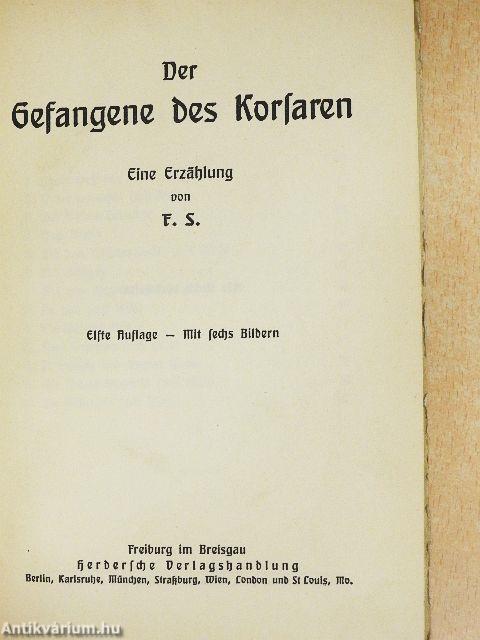 Der
Gefangene des Korſaren
Eine Erzählung
von
F. S.
Elfte Auflage — Mit ſechs Bildern
Freiburg im Breisgau
Herderſche Verlagshandlung
Berlin, Karlsruhe, München, Straßburg, Wien, London und St Louis, Mo.
Antikvárium.hu